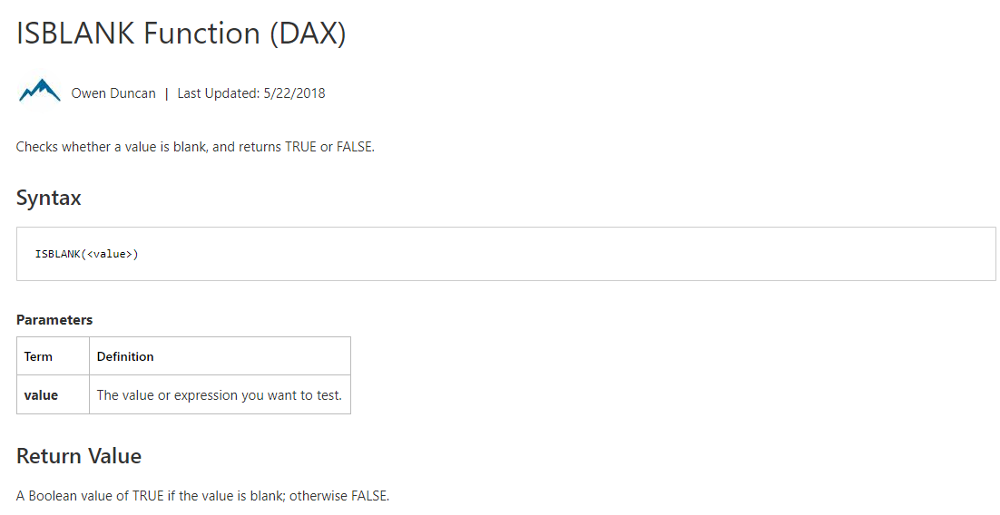 ISBLANK Function (DAX)
Owen Duncan | Last Updated: 5/22/2018
Checks whether a value is blank, and returns TRUE or FALSE.
Syntax
ISBLANK(<value>)
Parameters
Term Definition
value The value or expression you want to test.
Return Value
A Boolean value of TRUE if the value is blank; otherwise FALSE.